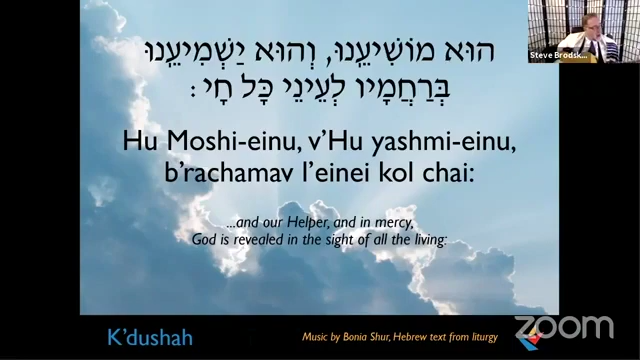 הוּא מוֹשִׁיעֵֽנוּ, וְהוּא יַשְׁמִיעֵֽנוּ
בְּרַחֲמָיו לְעֵינֵי כׇּל חָי :
Hu Moshi-einu, v'Hu yashmi-einu,
b'rachamav l'einei kol chai:
...and our Helper, and in mercy,
God is revealed in the sight of all the living:
K'dushah
Music by Bonia Shur, Hebrew text from liturgy
zoom
Steve Brodsk...